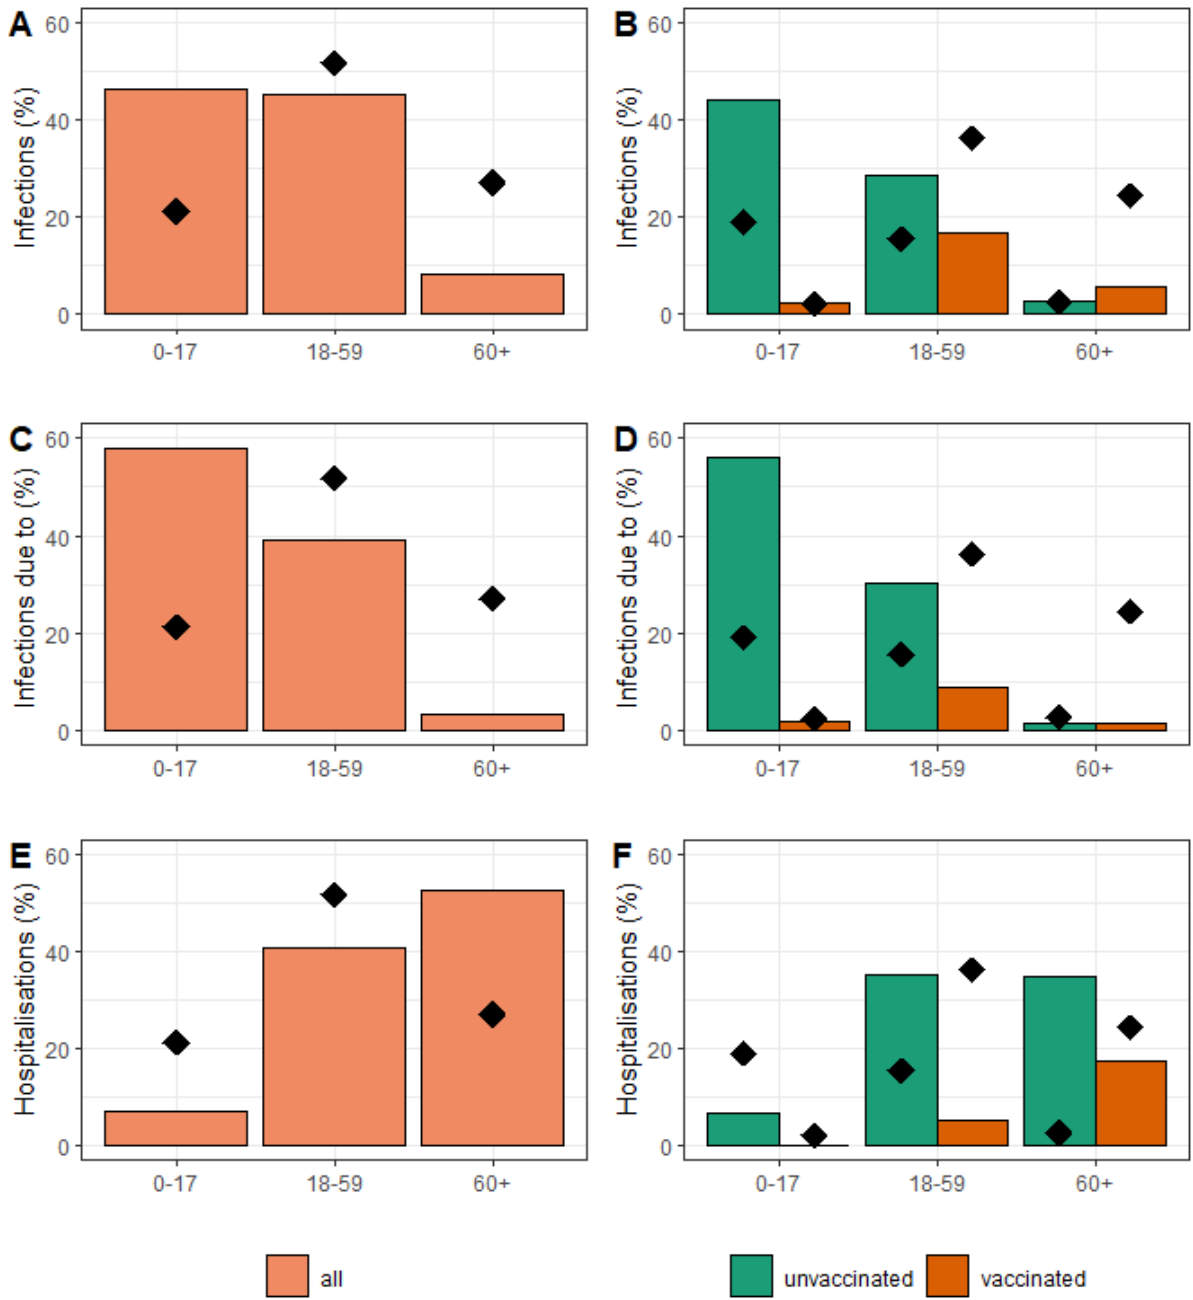 A
Infections (%)
60
40
20
0
0-17 18-59 60+
B
Infections (%)
60
40
20
0
0-17 18-59 60+
C
Infections due to (%)
60
40
20
0
0-17 18-59 60+
D
Infections due to (%)
60
40
20
0
0-17 18-59 60+
E
Hospitalisations (%)
60
40
20
0
0-17 18-59 60+
F
Hospitalisations (%)
60
40
20
0
0-17 18-59 60+
all
unvaccinated vaccinated